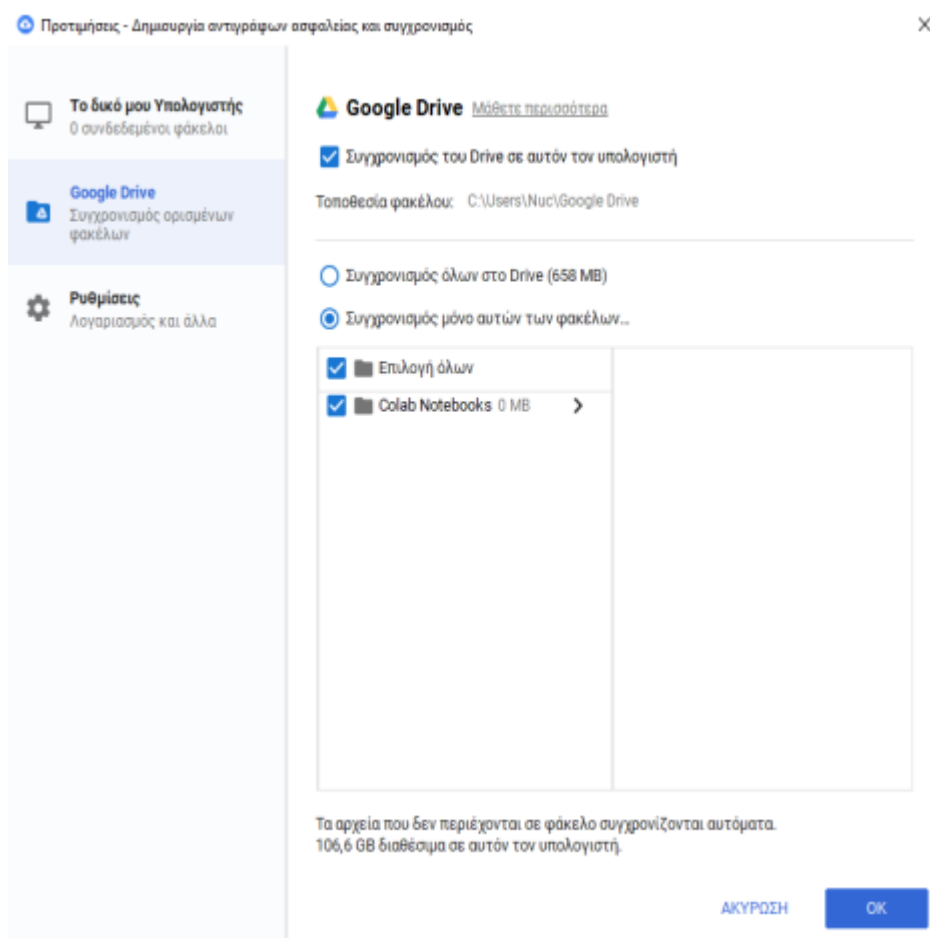 Προτιμήσεις - Δημιουργία αντιγράφων ασφαλείας και συγχρονισμός
Το δικό μου Υπολογιστής
0 συνδεδεμένοι φάκελοι
Google Drive
Συγχρονισμός ορισμένων
φακέλων
Ρυθμίσεις
Λογαριασμός και άλλα
Google Drive Μάθετε περισσότερα
Συγχρονισμός του Drive σε αυτόν τον υπολογιστή
Τοποθεσία φακέλου: C:\Users\Nuc\Google Drive
Συγχρονισμός όλων στο Drive (658 MB)
Συγχρονισμός μόνο αυτών των φακέλων...
Επιλογή όλων
Colab Notebooks 0 MB
Τα αρχεία που δεν περιέχονται σε φάκελο συγχρονίζονται αυτόματα.
106,6 GB διαθέσιμα σε αυτόν τον υπολογιστή.
ΑΚΥΡΩΣΗ OK